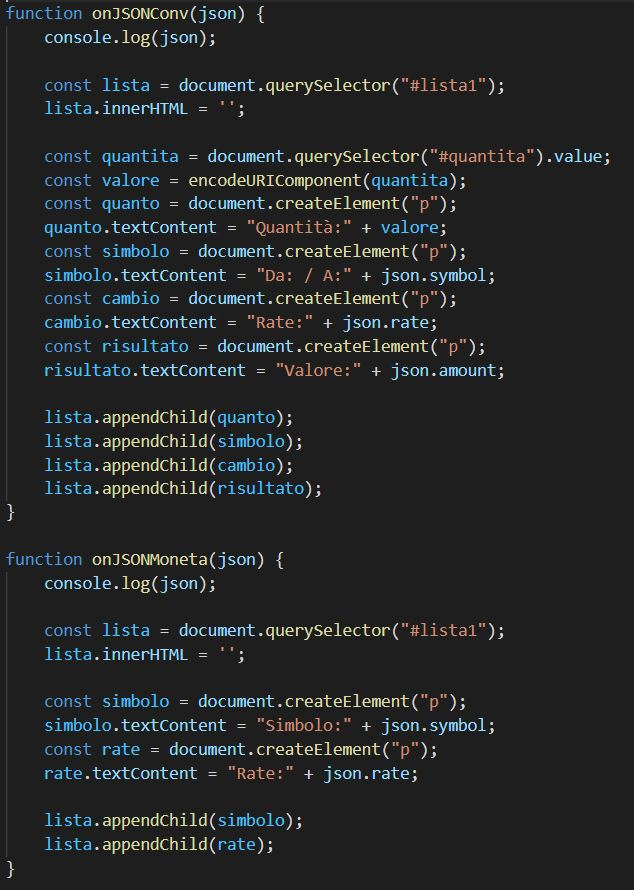 function onJSONConv(json) {
    console.log(json);
    const lista = document.querySelector("#lista1");
    lista.innerHTML = '';
    const quantita = document.querySelector("#quantita").value;
    const valore = encodeURIComponent(quantita);
    const quanto = document.createElement("p");
    quanto.textContent = "Quantità:" + valore;
    const simbolo = document.createElement("p");
    simbolo.textContent = "Da: / A:" + json.symbol;
    const cambio = document.createElement("p");
    cambio.textContent = "Rate:" + json.rate;
    const risultato = document.createElement("p");
    risultato.textContent = "Valore:" + json.amount;
    lista.appendChild(quanto);
    lista.appendChild(simbolo);
    lista.appendChild(cambio);
    lista.appendChild(risultato);
}
function onJSONMoneta(json) {
    console.log(json);
    const lista = document.querySelector("#lista1");
    lista.innerHTML = '';
    const simbolo = document.createElement("p");
    simbolo.textContent = "Simbolo:" + json.symbol;
    const rate = document.createElement("p");
    rate.textContent = "Rate:" + json.rate;
    lista.appendChild(simbolo);
    lista.appendChild(rate);
}